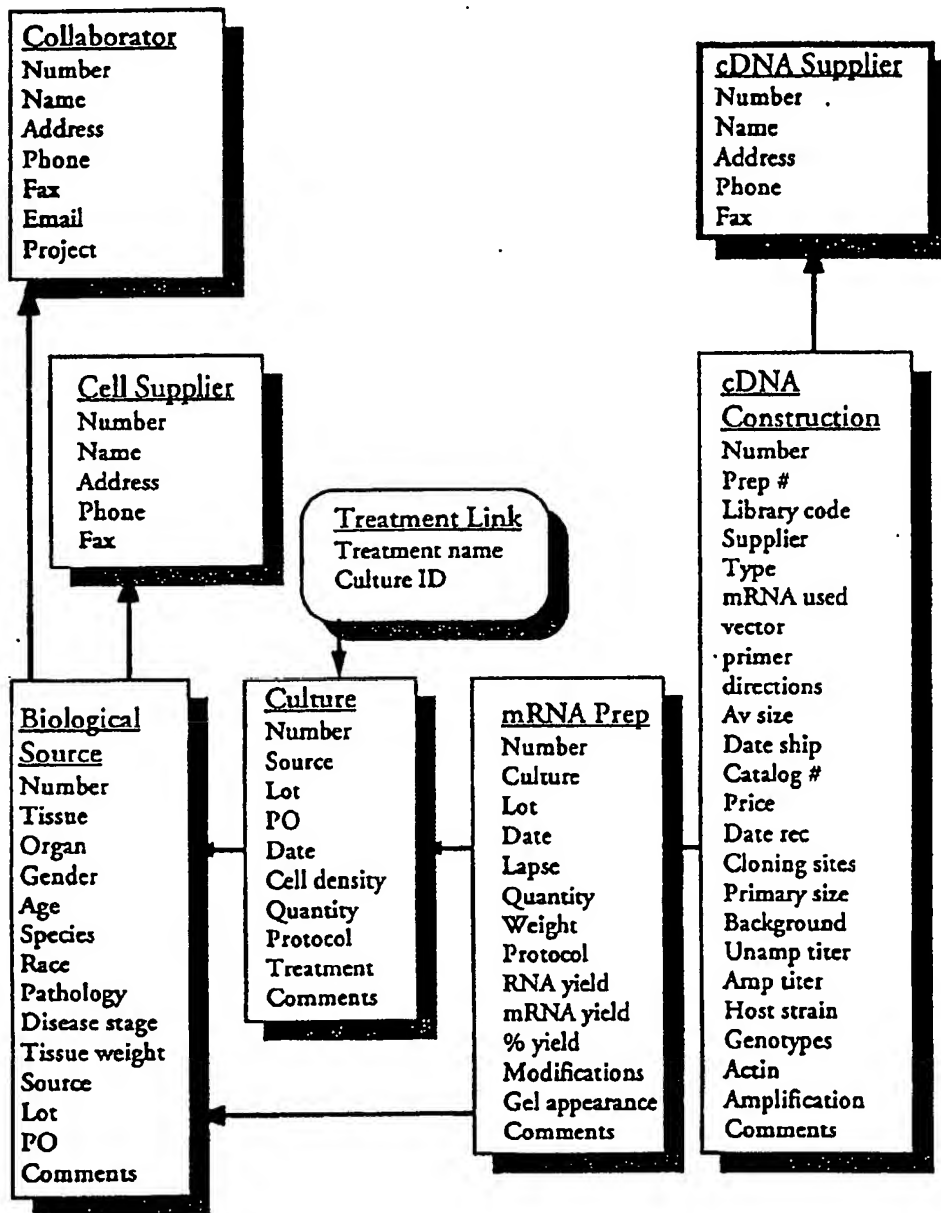 Collaborator
Number
Name
Address
Phone
Fax
Email
Project
cDNA Supplier
Number
Name
Address
Phone
Fax
Cell Supplier
Number
Name
Address
Phone
Fax
Treatment Link
Treatment name
Culture ID
Biological
Source
Number
Tissue
Organ
Gender
Age
Species
Race
Pathology
Disease stage
Tissue weight
Source
Lot
PO
Comments
Culture
Number
Source
Lot
PO
Date
Cell density
Quantity
Protocol
Treatment
Comments
mRNA Prep
Number
Culture
Lot
Date
Lapse
Quantity
Weight
Protocol
RNA yield
mRNA yield
% yield
Modifications
Gel appearance
Comments
cDNA
Construction
Number
Prep #
Library code
Supplier
Type
mRNA used
vector
primer
directions
Av size
Date ship
Catalog #
Price
Date rec
Cloning sites
Primary size
Background
Unamp titer
Amp titer
Host strain
Genotypes
Actin
Amplification
Comments